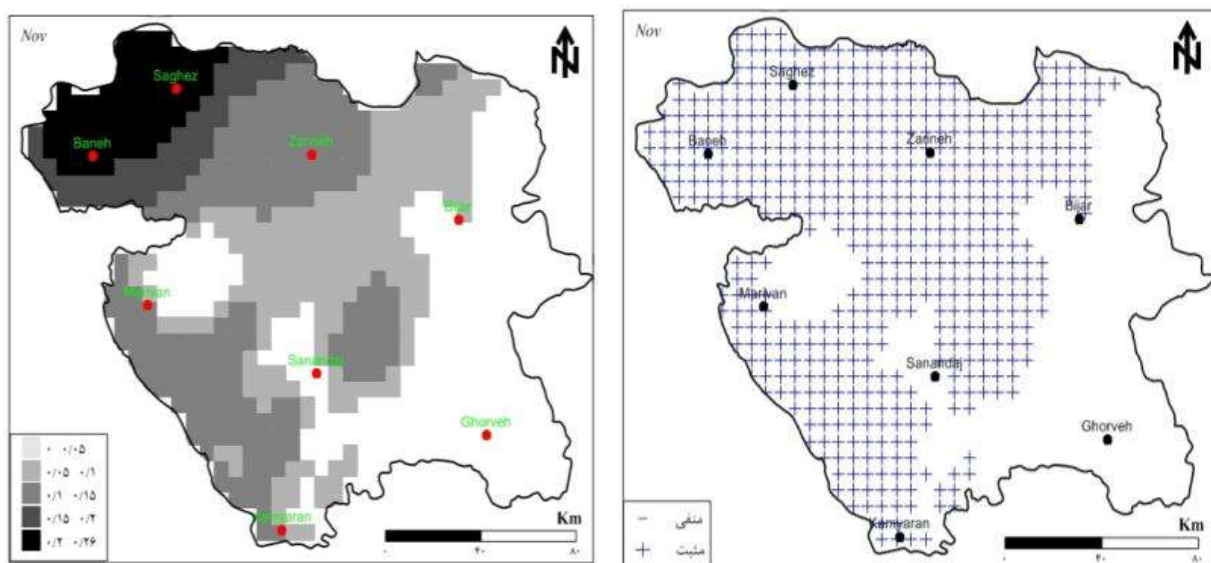 Nov
N
Saghez
Baneh
Zarineh
Bijar
Marivan
Sanandaj
Ghorveh
Kamyaran
۰ ۰/۰۵
۰/۰۵ ۰/۱
۰/۱ ۰/۱۵
۰/۱۵ ۰/۲
۰/۲ ۰/۲۶
Km
۰ ۴۰ ۸۰
Nov
N
Saghez
Baneh
Zarineh
Bijar
Marivan
Sanandaj
Ghorveh
Kamyaran
منفی −
مثبت +
Km
۰ ۴۰ ۸۰